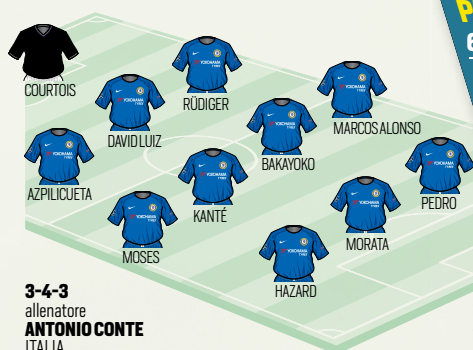 P
6
COURTOIS
RÜDIGER
DAVID LUIZ
MARCOS ALONSO
BAKAYOKO
AZPILICUETA
KANTÉ
PEDRO
MOSES
MORATA
HAZARD
3-4-3
allenatore
ANTONIO CONTE
ITALIA